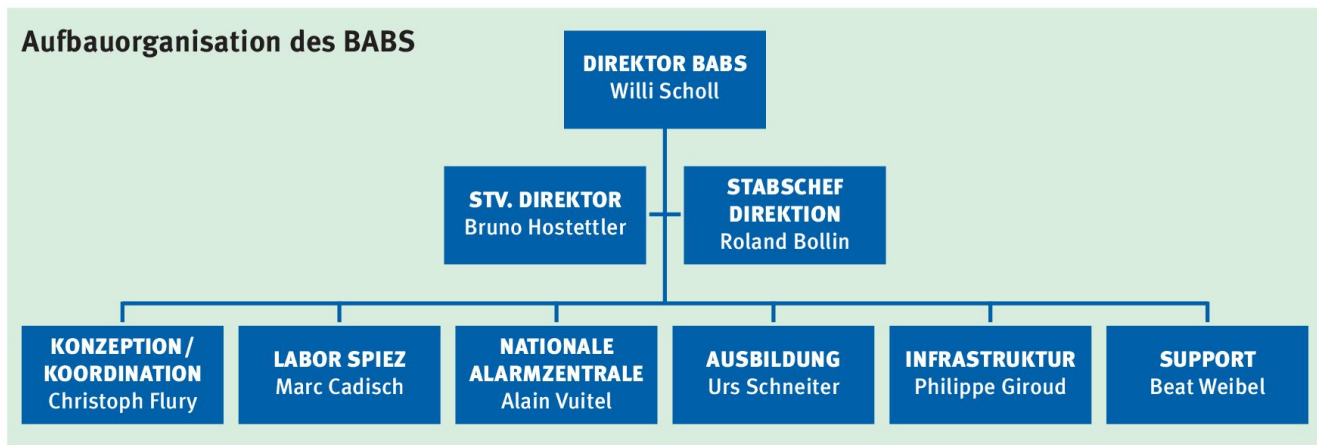 Aufbauorganisation des BABS
DIREKTOR BABS
Willi Scholl
STV. DIREKTOR
Bruno Hostettler
STABSCHEF
DIREKTION
Roland Bollin
KONZEPTION/
KOORDINATION
Christoph Flury
LABOR SPIEZ
Marc Cadisch
NATIONALE
ALARMZENTRALE
Alain Vuitel
AUSBILDUNG
Urs Schneiter
INFRASTRUKTUR
Philippe Giroud
SUPPORT
Beat Weibel